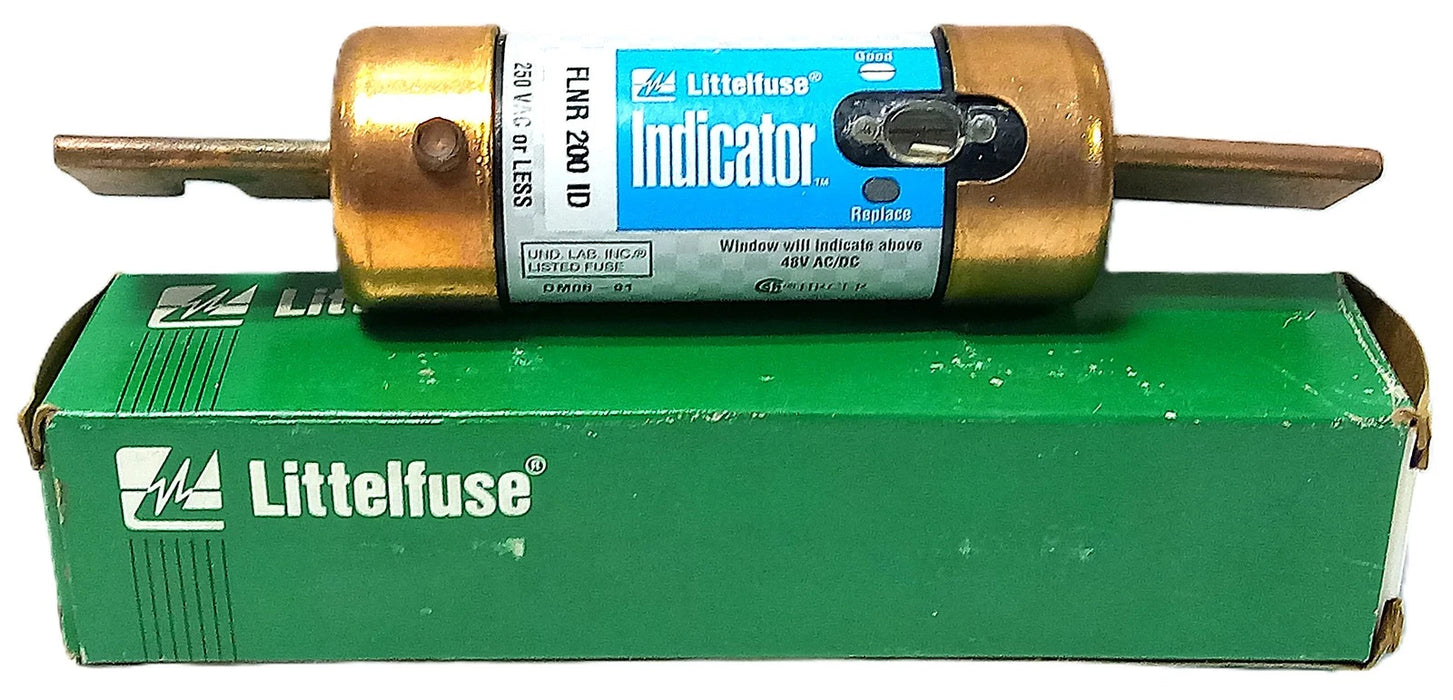 FLNR 200 ID
250 VAC or LESS
Littelfuse®
Indicator™
Good
Replace
UND. LAB. INC.®
LISTED FUSE
Window will indicate above
48V AC/DC
Littelfuse®